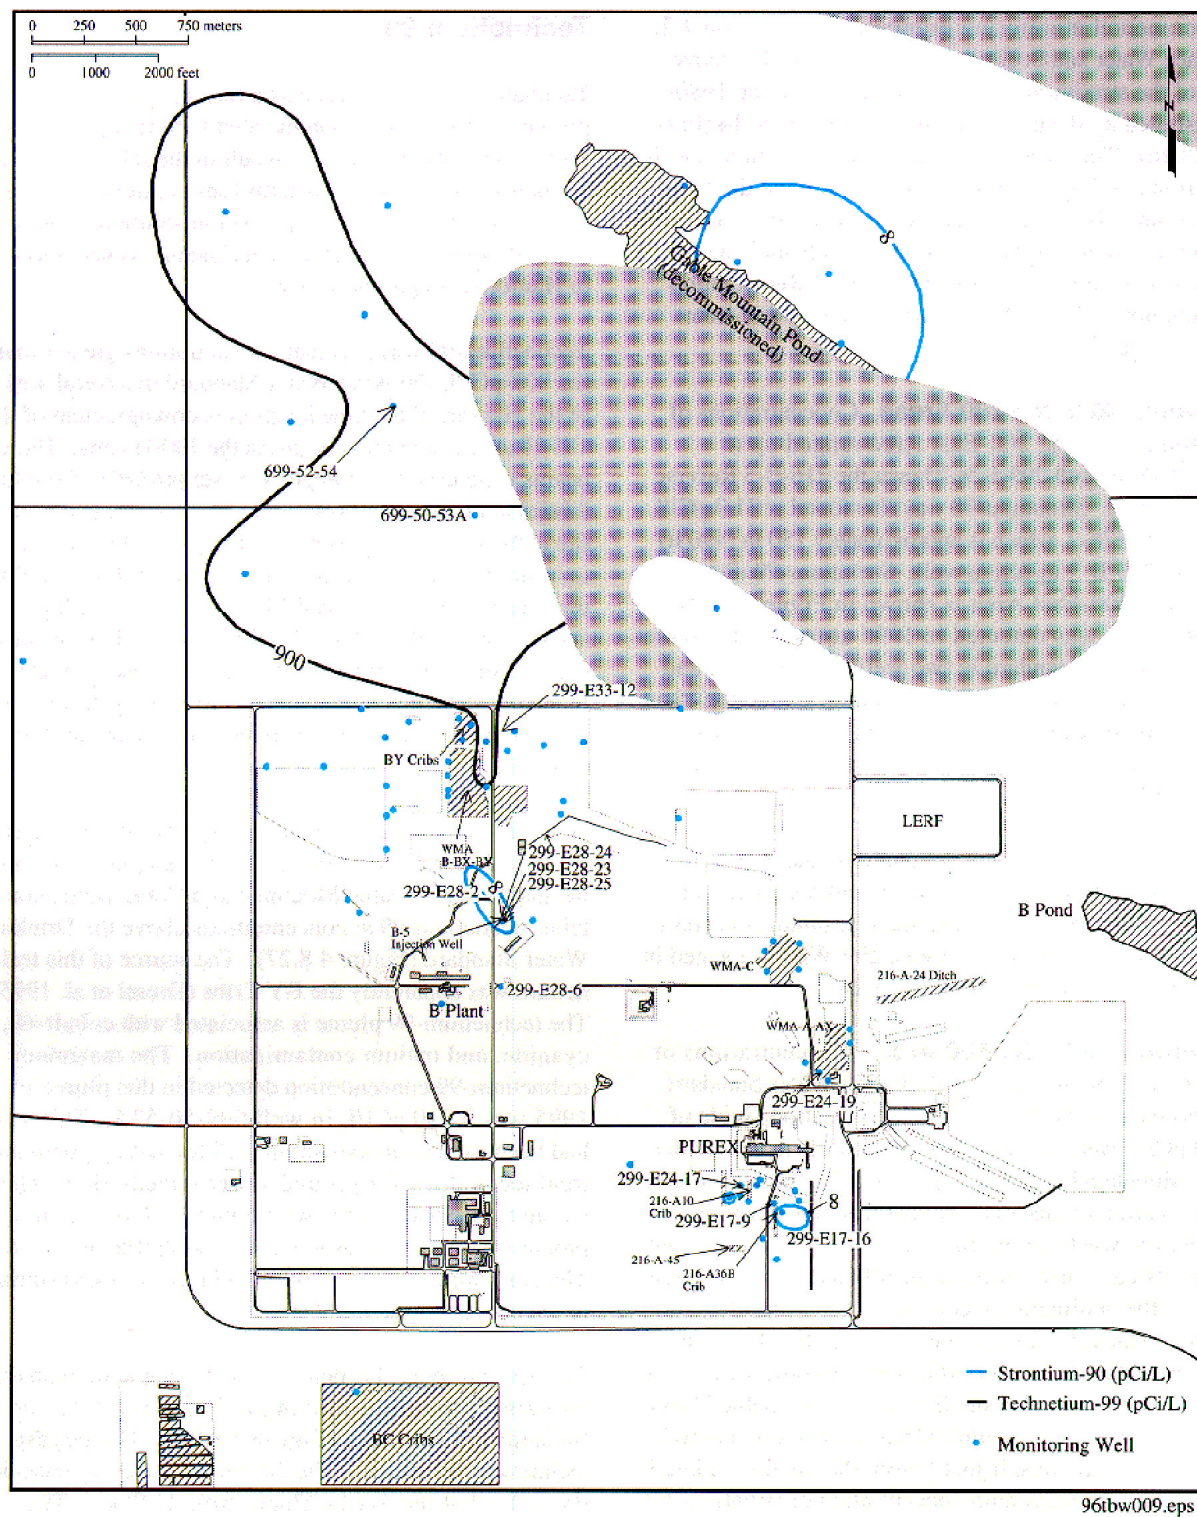 0 250 500 750 meters
0 1000 2000 feet
N
8
Gable Mountain Pond
(decommissioned)
699-52-54
699-50-53A
900
299-E33-12
BY Cribs
LERF
WMA
B-BX-BY
299-E28-24
299-E28-23
299-E28-25
299-E28-2
8
B Pond
B-5
Injection Well
WMA-C
216-A-24 Ditch
299-E28-6
B Plant
WMA-A-AX
299-E24-19
PUREX
299-E24-17
216-A10
Crib
8
299-E17-9
299-E17-16
216-A-45
216-A36B
Crib
Strontium-90 (pCi/L)
Technetium-99 (pCi/L)
Monitoring Well
BC Cribs
96tbw009.eps